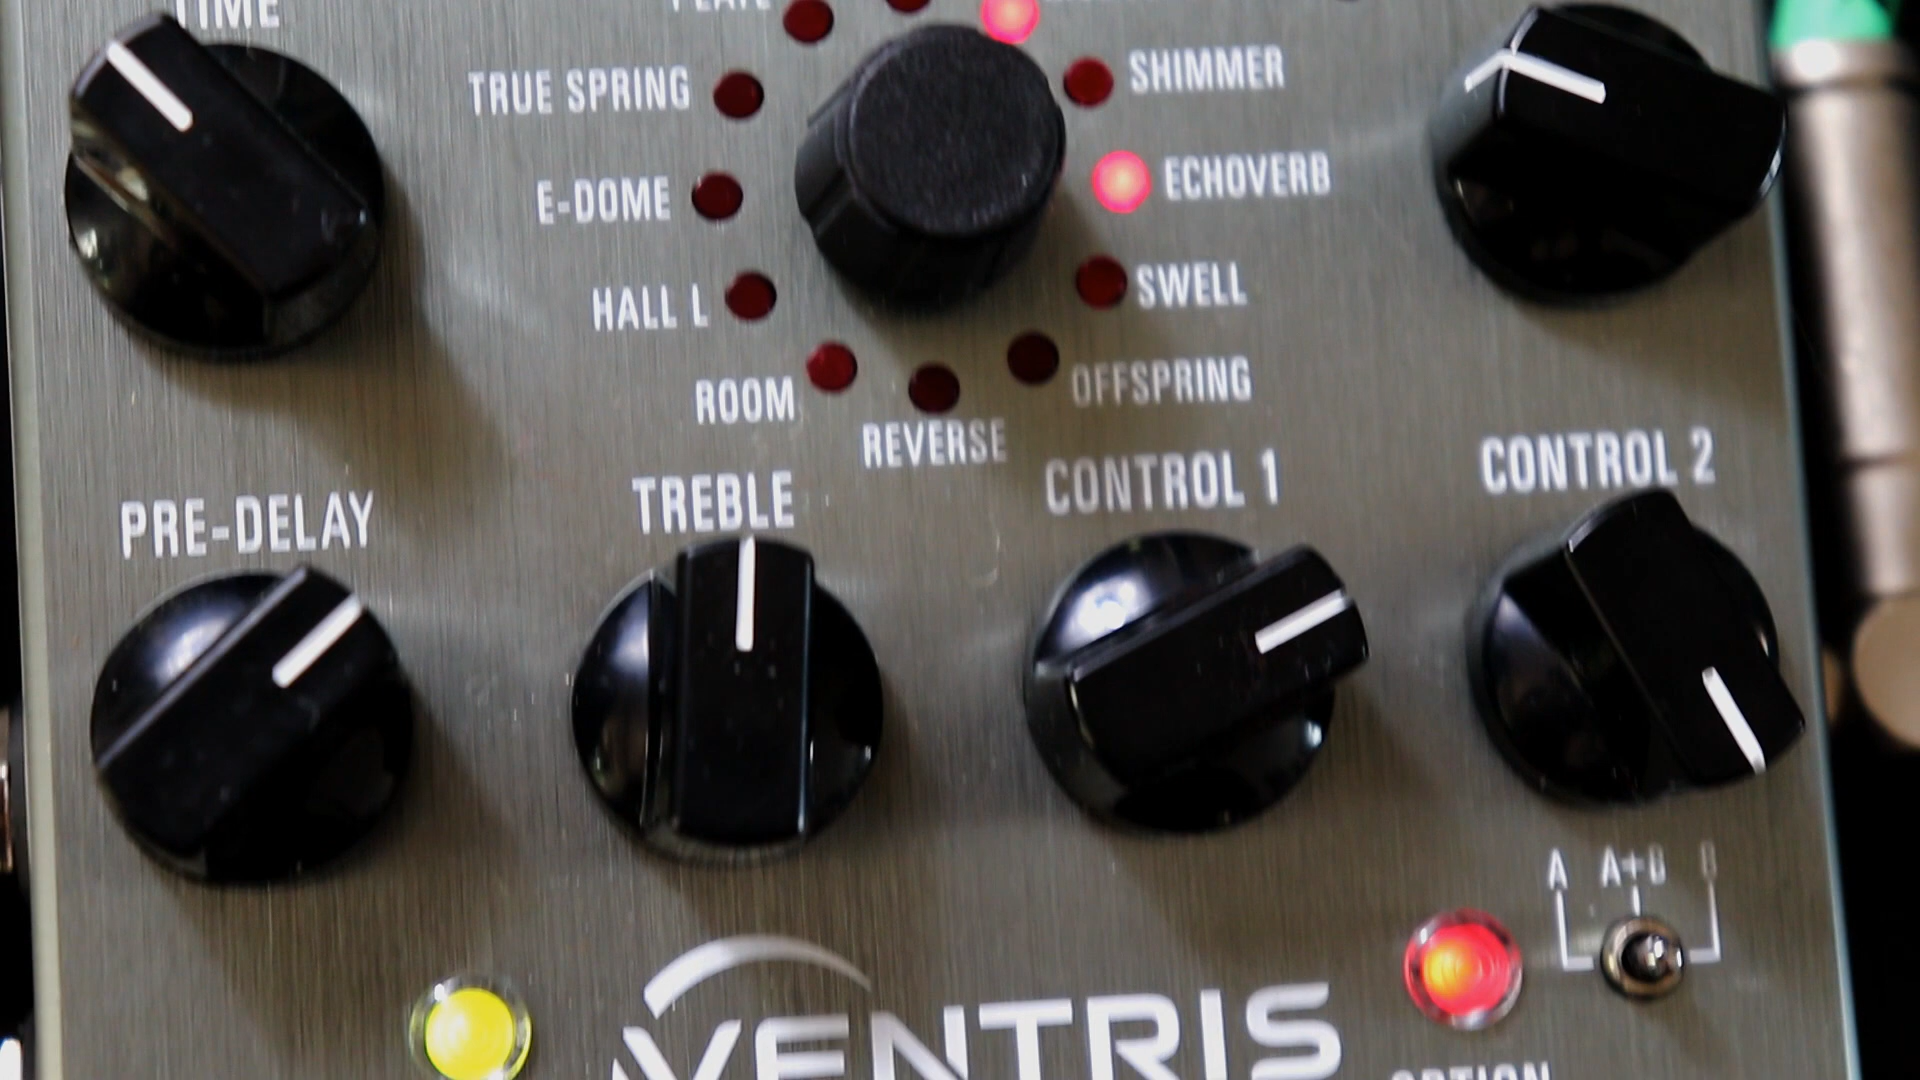 TIME
TRUE SPRING
SHIMMER
E-DOME
ECHOVERB
HALL L
SWELL
ROOM
OFFSPRING
REVERSE
PRE-DELAY
TREBLE
CONTROL 1
CONTROL 2
A A+B B
VENTRIS
OPTION